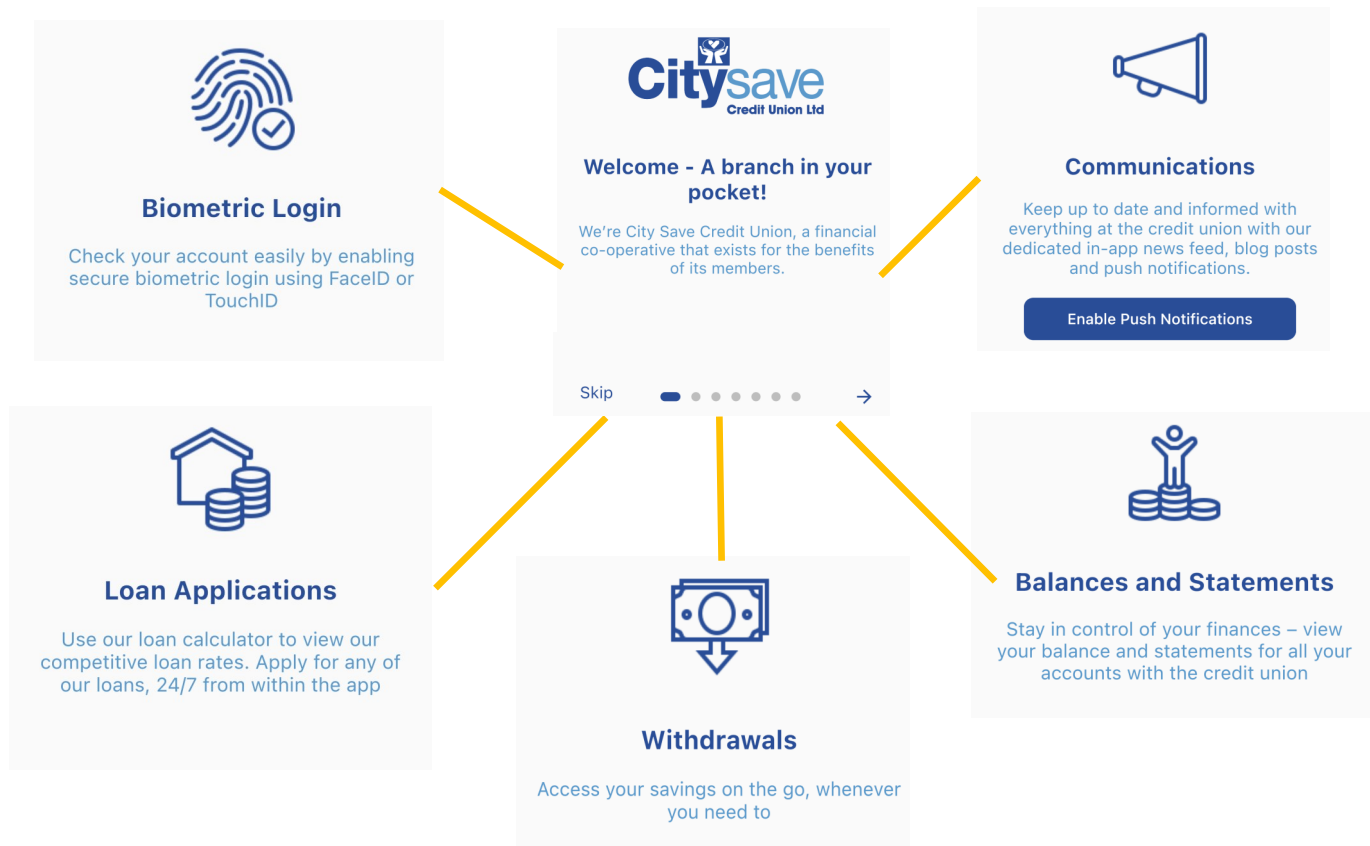 Citysave
Credit Union Ltd
Welcome - A branch in your
pocket!
We’re City Save Credit Union, a financial
co-operative that exists for the benefits
of its members.
Skip
Biometric Login
Check your account easily by enabling
secure biometric login using FaceID or
TouchID
Communications
Keep up to date and informed with
everything at the credit union with our
dedicated in-app news feed, blog posts
and push notifications.
Enable Push Notifications
Loan Applications
Use our loan calculator to view our
competitive loan rates. Apply for any of
our loans, 24/7 from within the app
Withdrawals
Access your savings on the go, whenever
you need to
Balances and Statements
Stay in control of your finances – view
your balance and statements for all your
accounts with the credit union